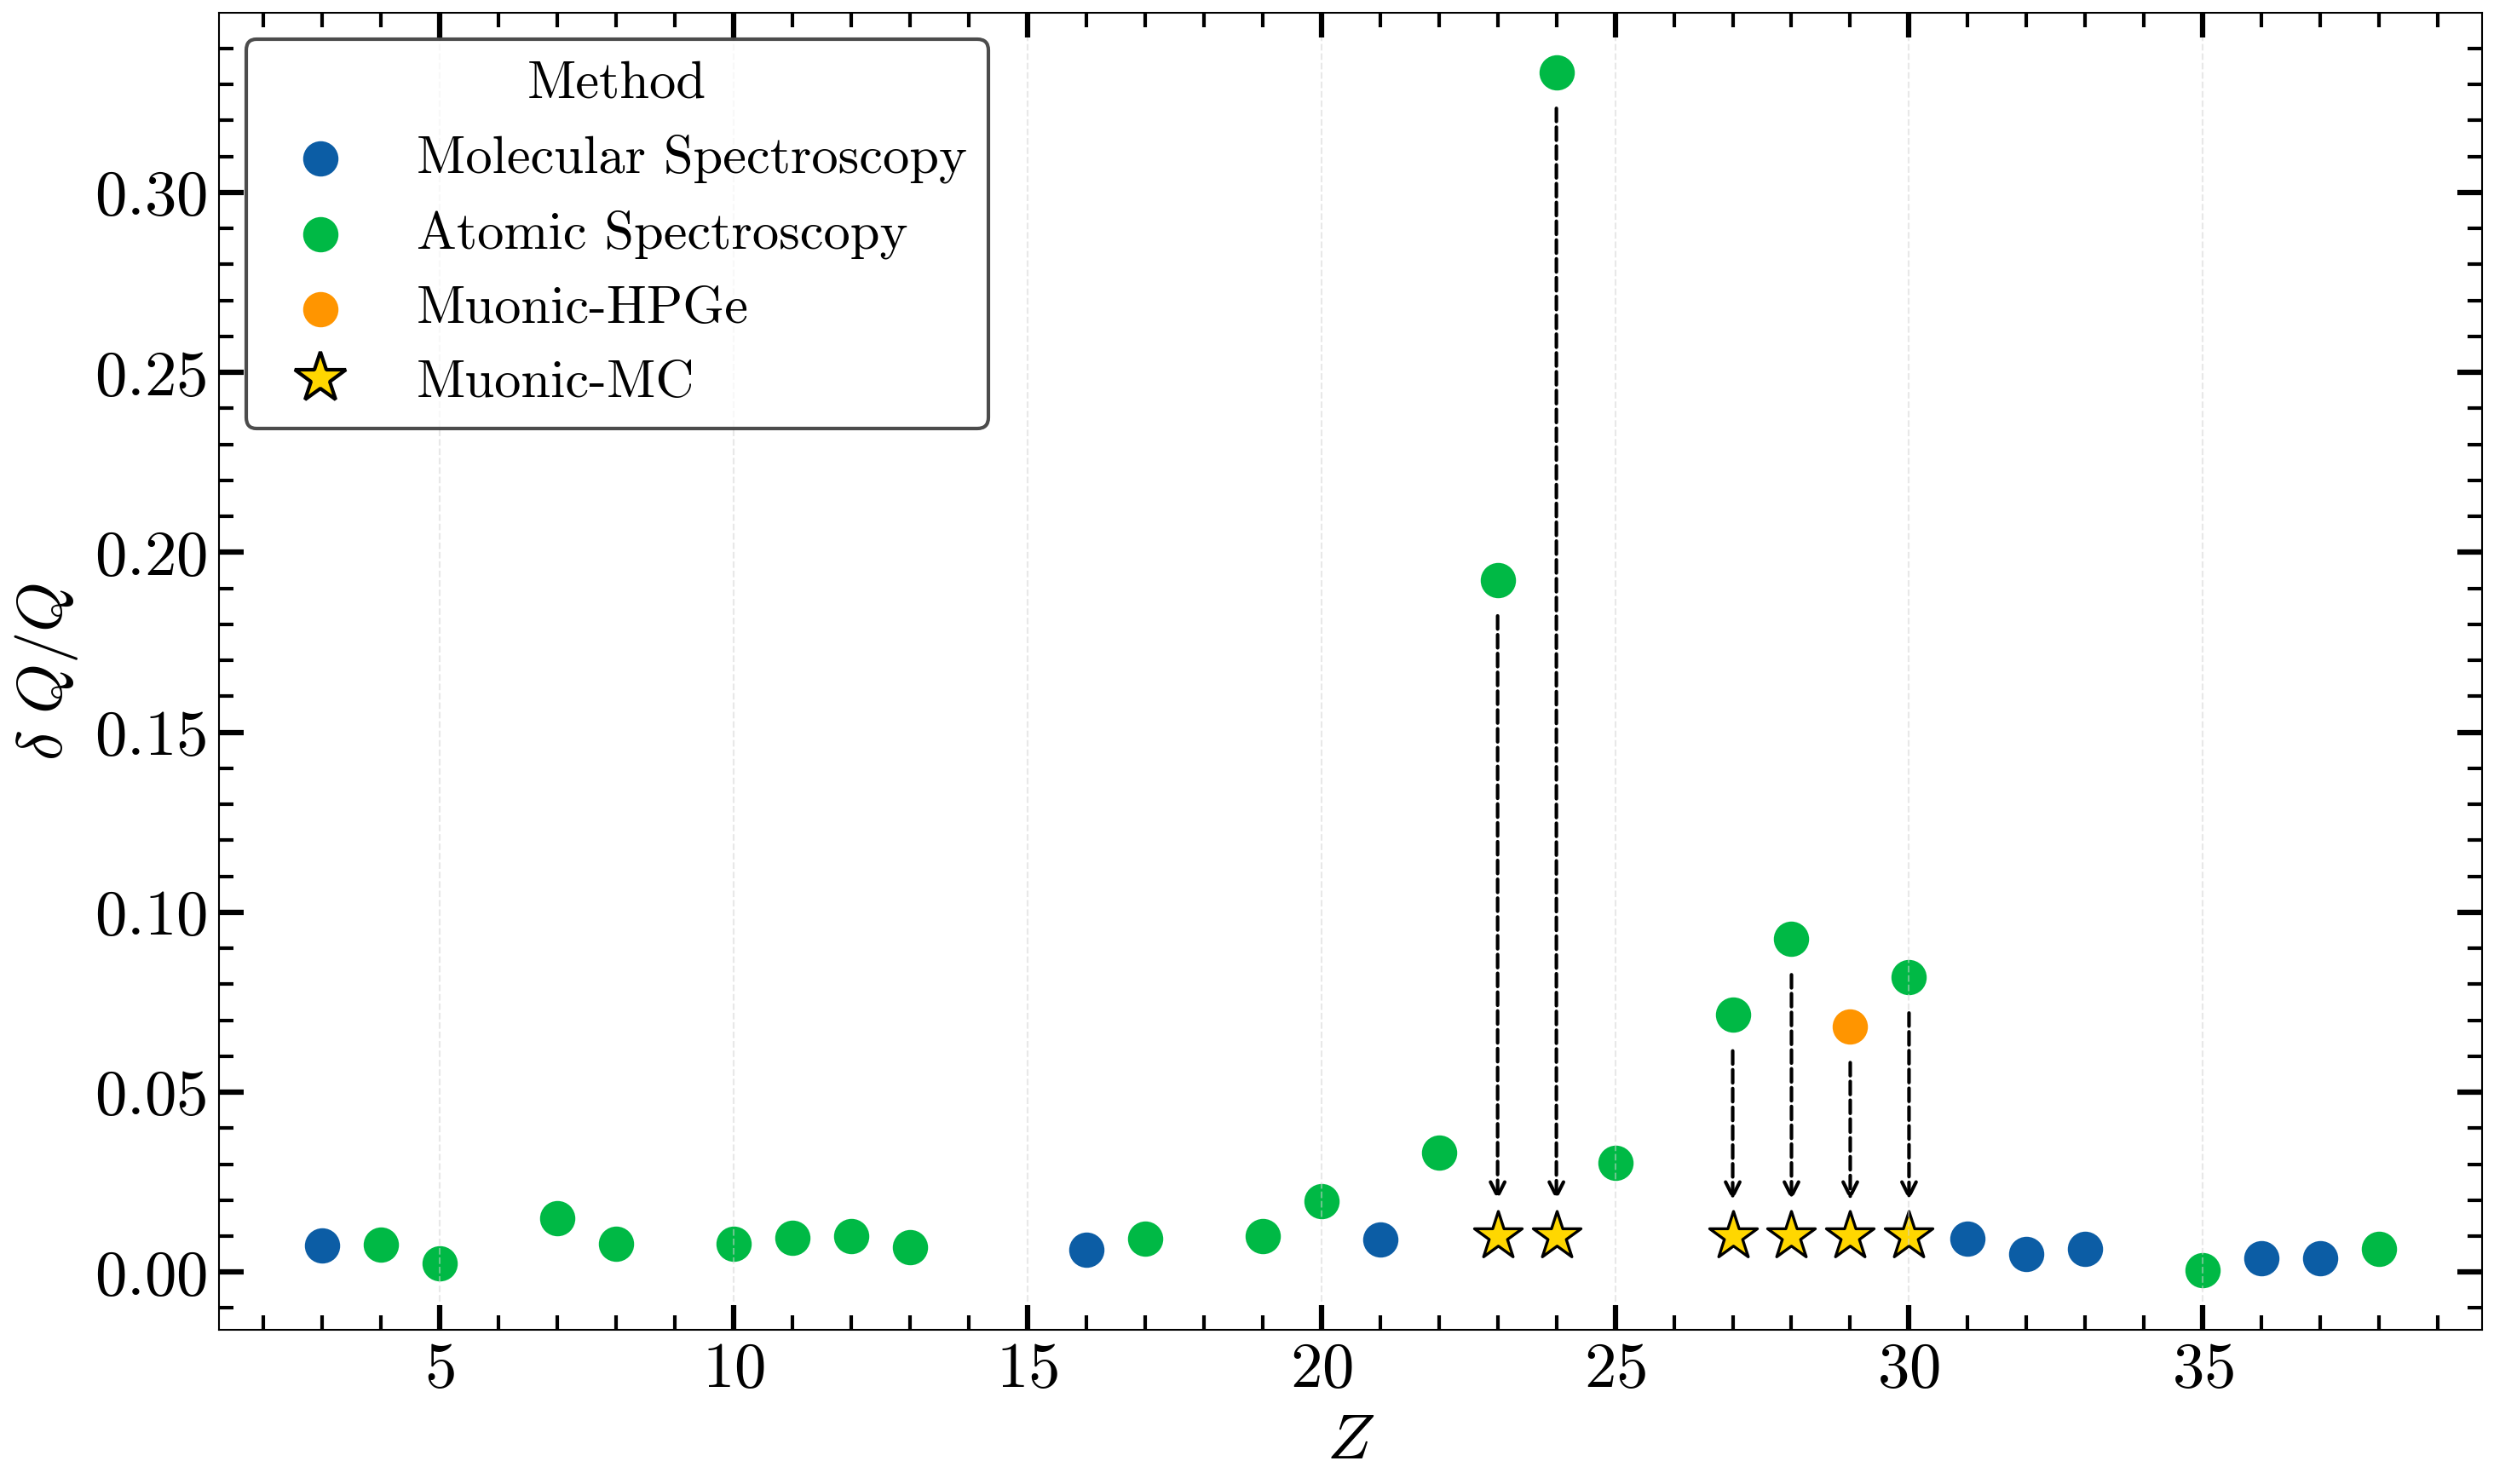 Method
Molecular Spectroscopy
Atomic Spectroscopy
Muonic-HPGe
Muonic-MC
0.30
0.25
0.20
0.15
0.10
0.05
0.00
δ Q/Q
5 10 15 20 25 30 35
Z